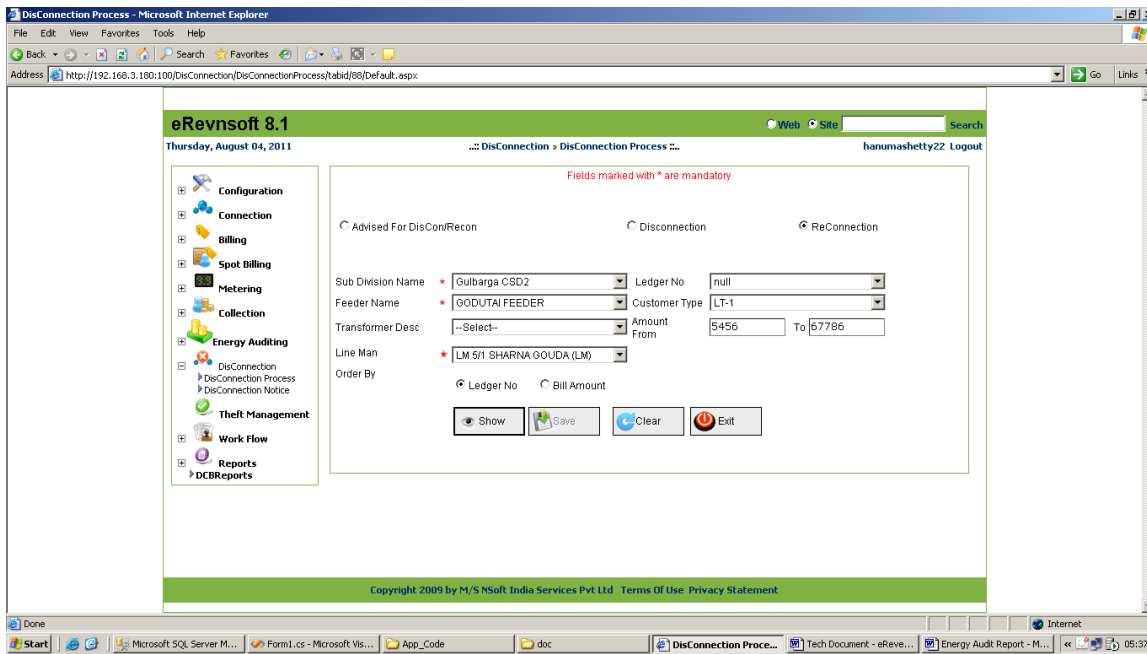 DisConnection Process - Microsoft Internet Explorer
File Edit View Favorites Tools Help
Back Search Favorites
Address http://192.168.3.180:100/DisConnection/DisConnectionProcess/tabid/88/Default.aspx Go Links
eRevnsoft 8.1 Web Site Search
Thursday, August 04, 2011 ..:: DisConnection » DisConnection Process ::.. hanumashetty22 Logout
Fields marked with * are mandatory
Configuration
Connection
Billing
Spot Billing
Metering
Collection
Energy Auditing
DisConnection
DisConnection Process
DisConnection Notice
Theft Management
Work Flow
Reports
DCBReports
Advised For DisCon/Recon Disconnection ReConnection
Sub Division Name * Gulbarga CSD2 Ledger No null
Feeder Name * GODUTAI FEEDER Customer Type LT-1
Transformer Desc --Select-- Amount From 5456 To 67786
Line Man * LM 5/1 SHARNA GOUDA (LM)
Order By
Ledger No Bill Amount
Show Save Clear Exit
Copyright 2009 by M/S NSoft India Services Pvt Ltd Terms Of Use Privacy Statement
Done Internet
Start Microsoft SQL Server M... Form1.cs - Microsoft Vis... App_Code doc DisConnection Proce... Tech Document - eReve... Energy Audit Report - M... « 05:37